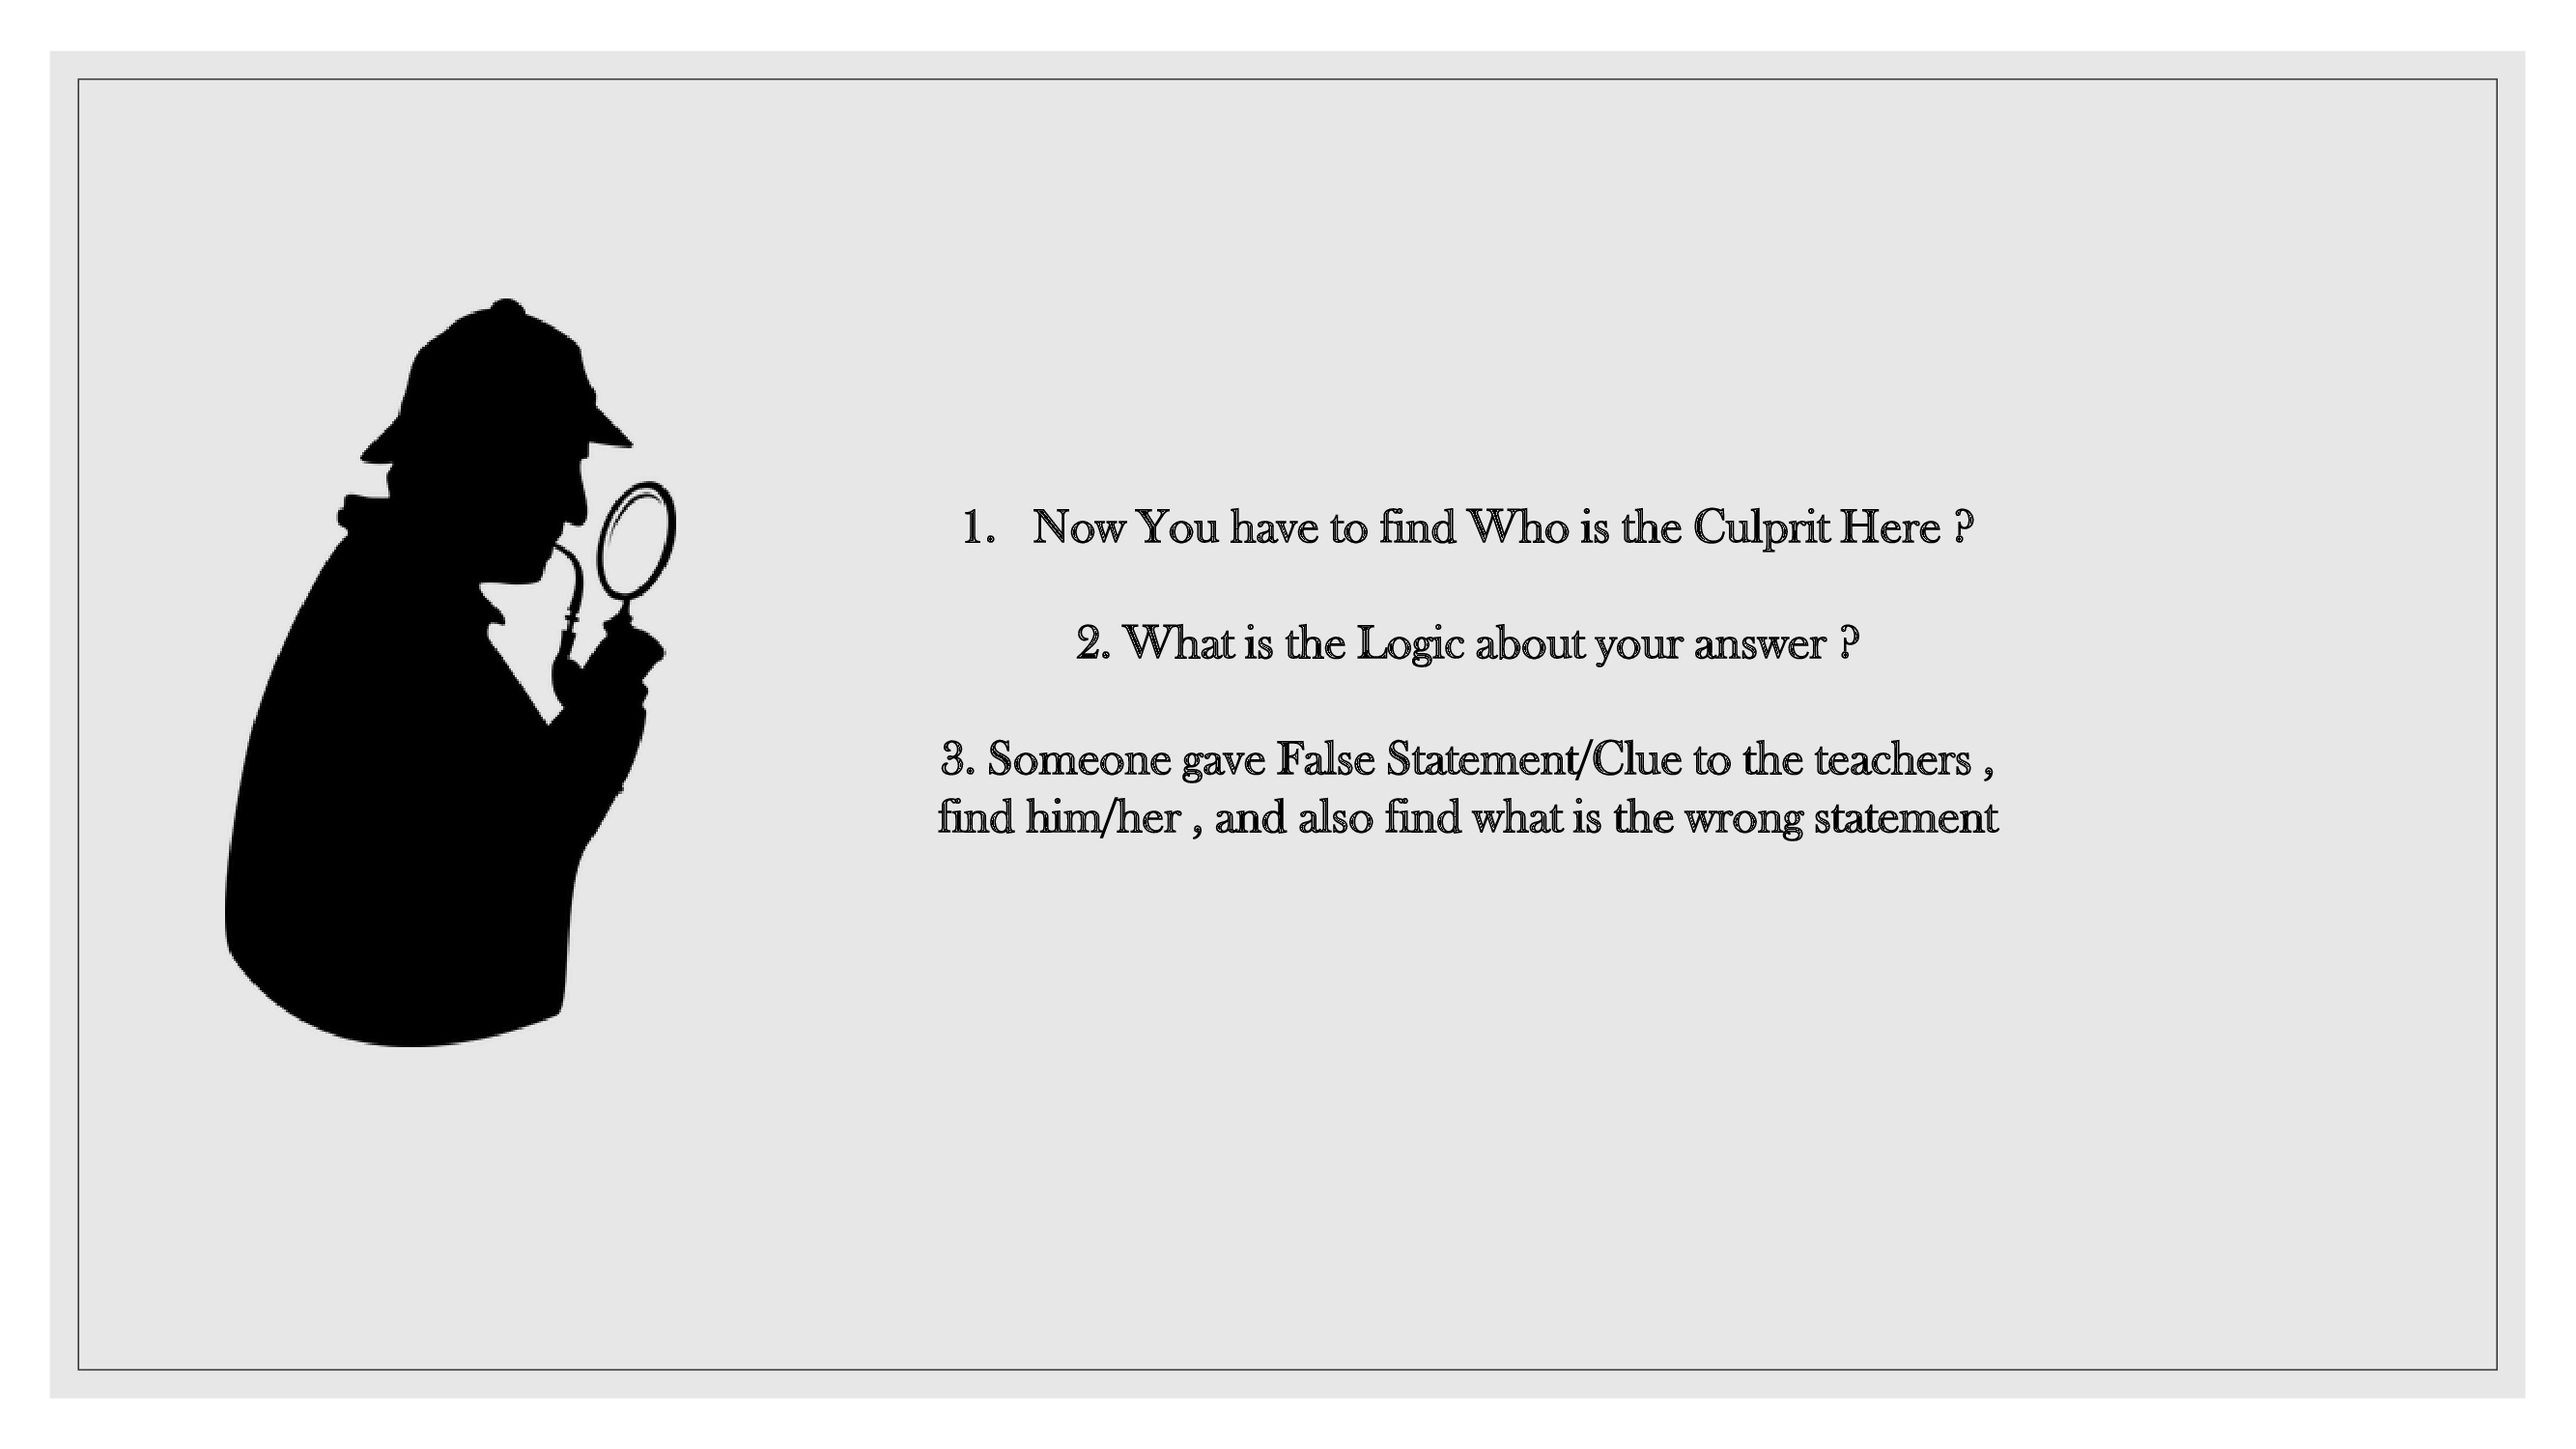 1. Now You have to find Who is the Culprit Here ?
2. What is the Logic about your answer ?
3. Someone gave False Statement/Clue to the teachers ,
find him/her , and also find what is the wrong statement